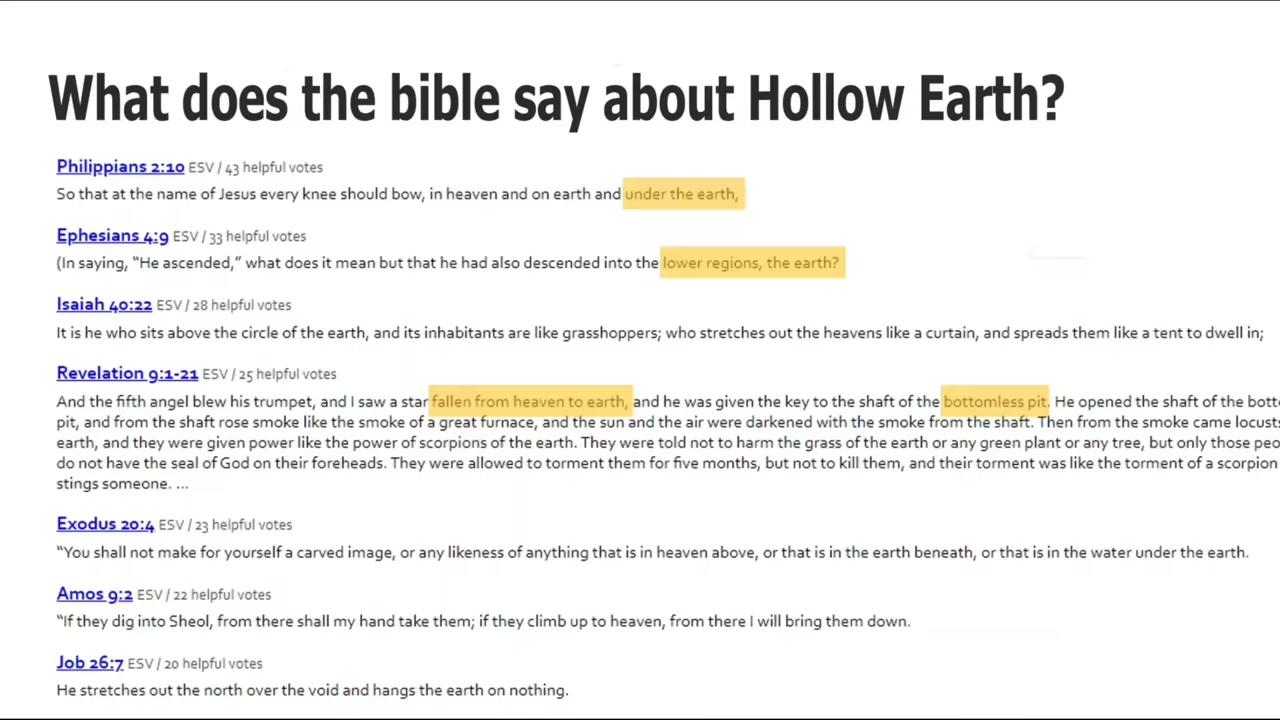 What does the bible say about Hollow Earth?
Philippians 2:10 ESV / 43 helpful votes
So that at the name of Jesus every knee should bow, in heaven and on earth and under the earth,
Ephesians 4:9 ESV / 33 helpful votes
(In saying, “He ascended,” what does it mean but that he had also descended into the lower regions, the earth?
Isaiah 40:22 ESV / 28 helpful votes
It is he who sits above the circle of the earth, and its inhabitants are like grasshoppers; who stretches out the heavens like a curtain, and spreads them like a tent to dwell in;
Revelation 9:1-21 ESV / 25 helpful votes
And the fifth angel blew his trumpet, and I saw a star fallen from heaven to earth, and he was given the key to the shaft of the bottomless pit. He opened the shaft of the
pit, and from the shaft rose smoke like the smoke of a great furnace, and the sun and the air were darkened with the smoke from the shaft. Then from the smoke came
earth, and they were given power like the power of scorpions of the earth. They were told not to harm the grass of the earth or any green plant or any tree, but only those
do not have the seal of God on their foreheads. They were allowed to torment them for five months, but not to kill them, and their torment was like the torment of a scorpion
stings someone. ...
Exodus 20:4 ESV / 23 helpful votes
“You shall not make for yourself a carved image, or any likeness of anything that is in heaven above, or that is in the earth beneath, or that is in the water under the earth.
Amos 9:2 ESV / 22 helpful votes
“If they dig into Sheol, from there shall my hand take them; if they climb up to heaven, from there I will bring them down.
Job 26:7 ESV / 20 helpful votes
He stretches out the north over the void and hangs the earth on nothing.